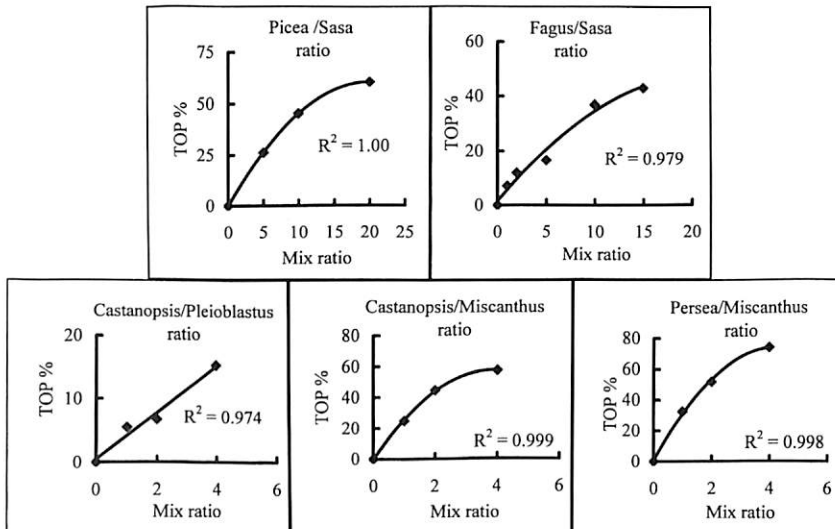 Picea /Sasa
ratio
75
50
25
0
TOP %
R² = 1.00
0 5 10 15 20 25
Mix ratio
Fagus/Sasa
ratio
60
40
20
0
TOP %
R² = 0.979
0 5 10 15 20
Mix ratio
Castanopsis/Pleioblastus
ratio
20
10
0
TOP %
R² = 0.974
0 2 4 6
Mix ratio
Castanopsis/Miscanthus
ratio
80
60
40
20
0
TOP %
R² = 0.999
0 2 4 6
Mix ratio
Persea/Miscanthus
ratio
80
60
40
20
0
TOP %
R² = 0.998
0 2 4 6
Mix ratio